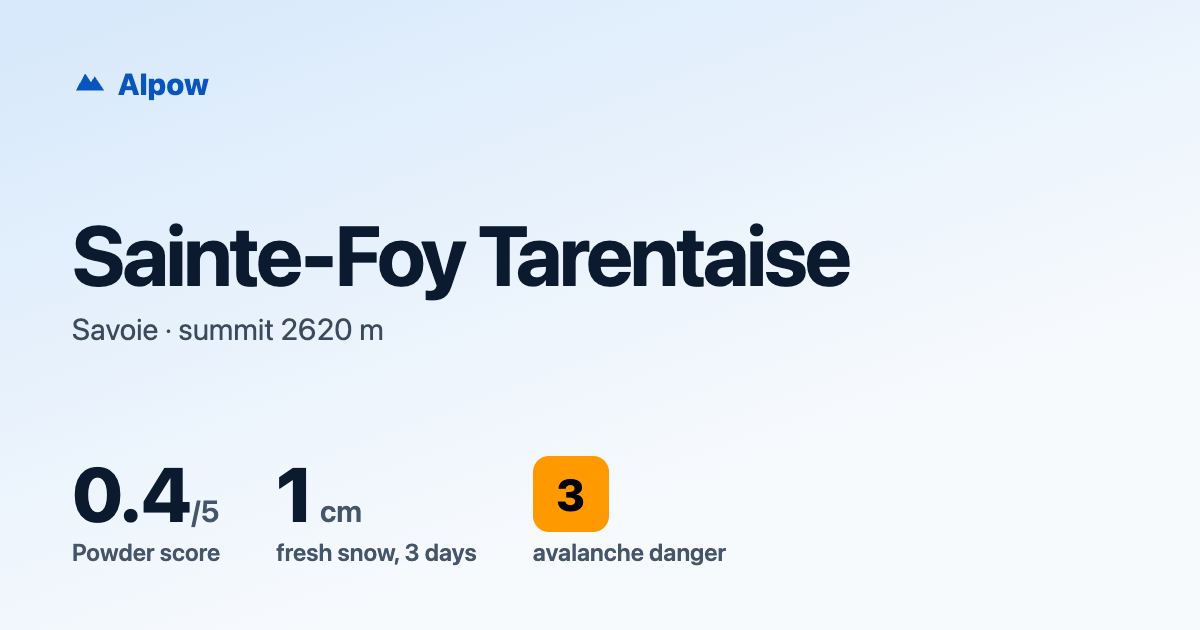 Alpow
Sainte-Foy Tarentaise
Savoie · summit 2620 m
0.4/5
Powder score
1 cm
fresh snow, 3 days
3
avalanche danger